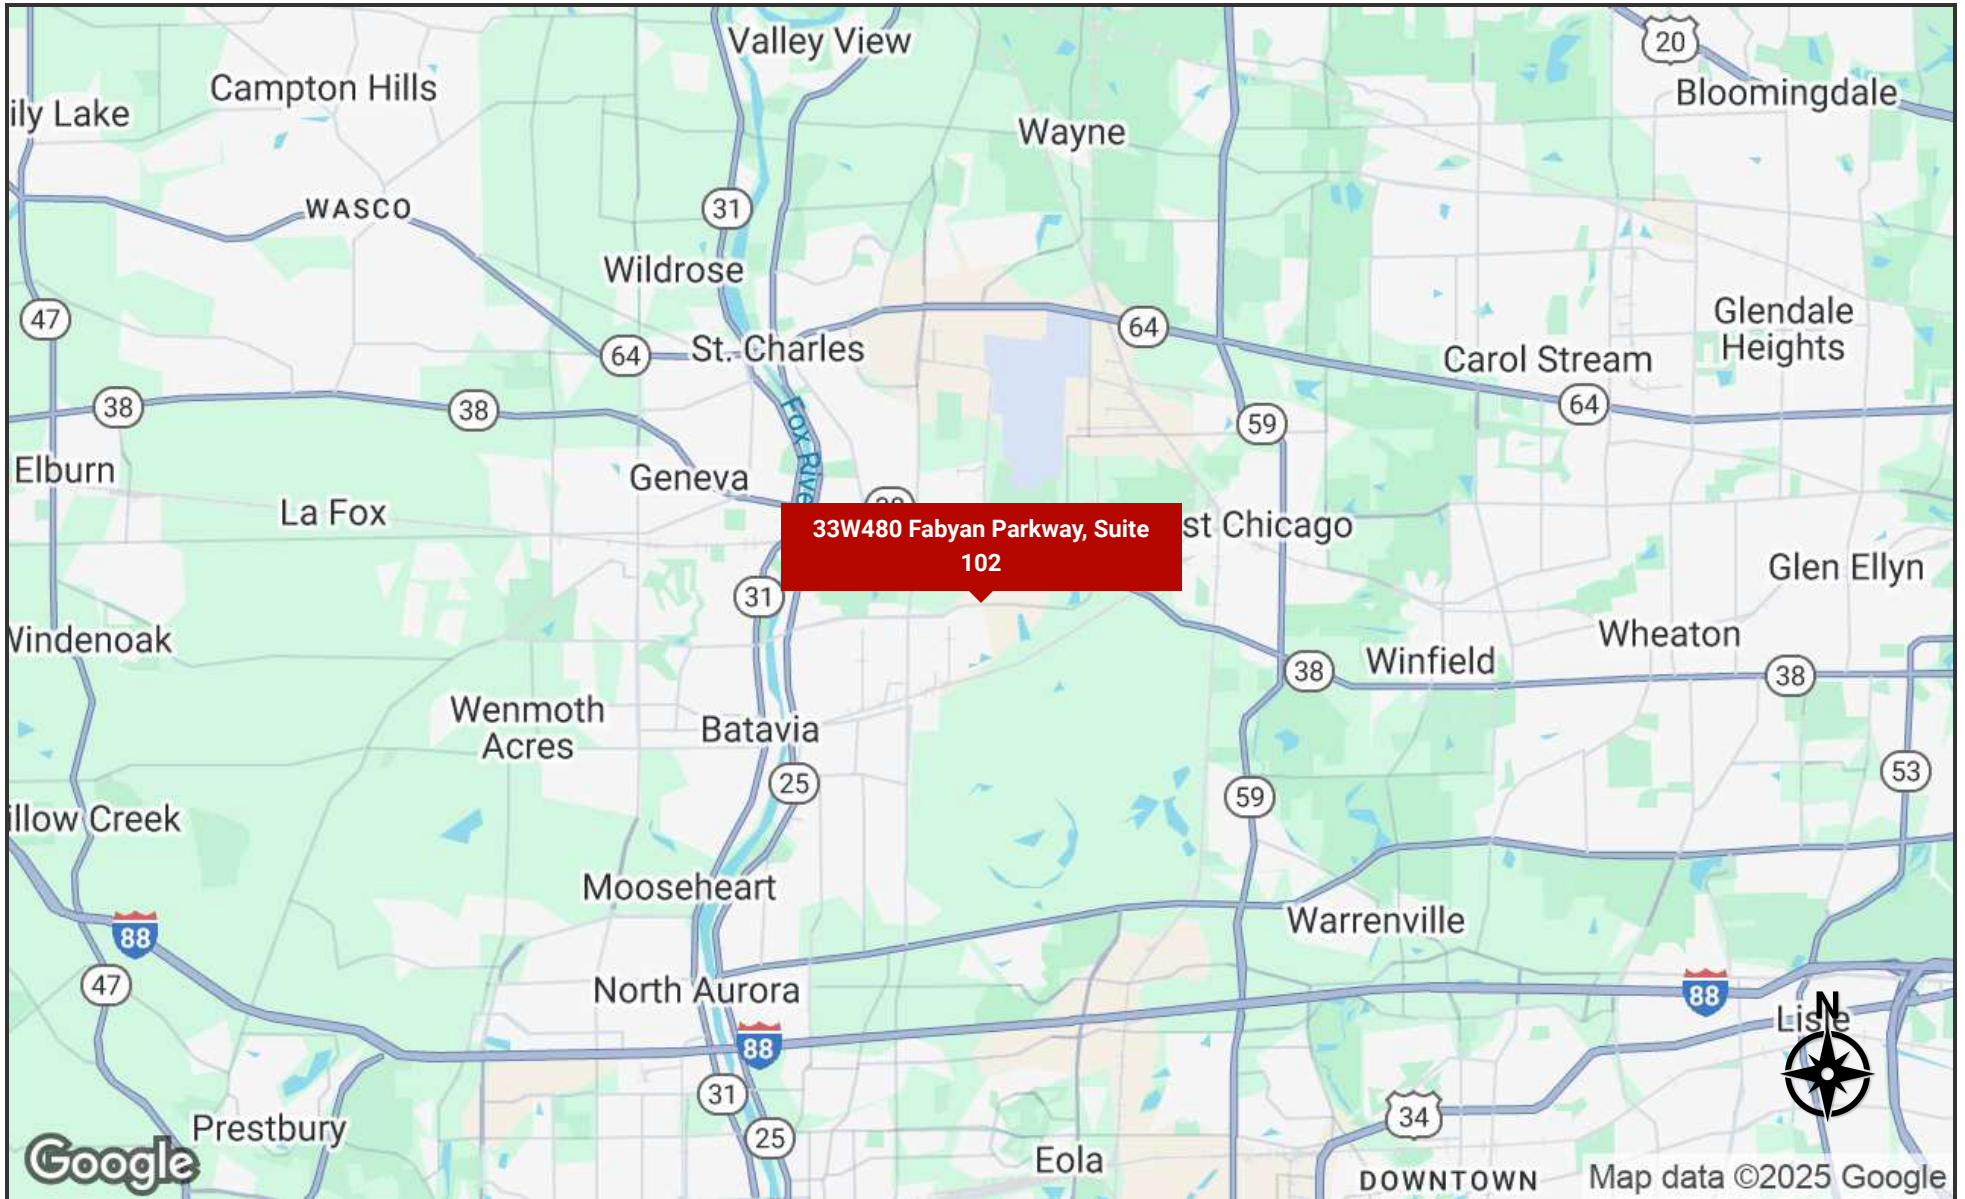 Valley View
20
Campton Hills
Bloomingdale
ily Lake
Wayne
WASCO
31
Wildrose
47
64
Glendale
Heights
64
St. Charles
Carol Stream
38
38
64
59
Fox Rive
Elburn
Geneva
La Fox
33W480 Fabyan Parkway, Suite
102
st Chicago
Glen Ellyn
31
Windenoak
Wheaton
38
Winfield
38
Wenmoth
Acres
Batavia
25
59
53
illow Creek
Mooseheart
88
Warrenville
47
North Aurora
88
88
N
31
Prestbury
25
34
Eola
DOWNTOWN
Google
Map data ©2025 Google